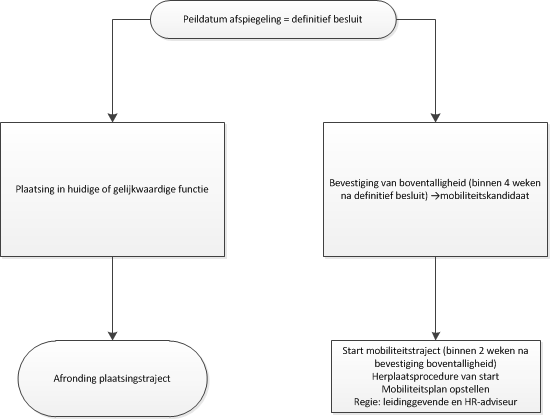 Peildatum afspiegeling = definitief besluit
Plaatsing in huidige of gelijkwaardige functie
Bevestiging van boventalligheid (binnen 4 weken
na definitief besluit) →mobiliteitskandidaat
Afronding plaatsingstraject
Start mobiliteitstraject (binnen 2 weken na
bevestiging boventalligheid)
Herplaatsprocedure van start
Mobiliteitsplan opstellen
Regie: leidinggevende en HR-adviseur